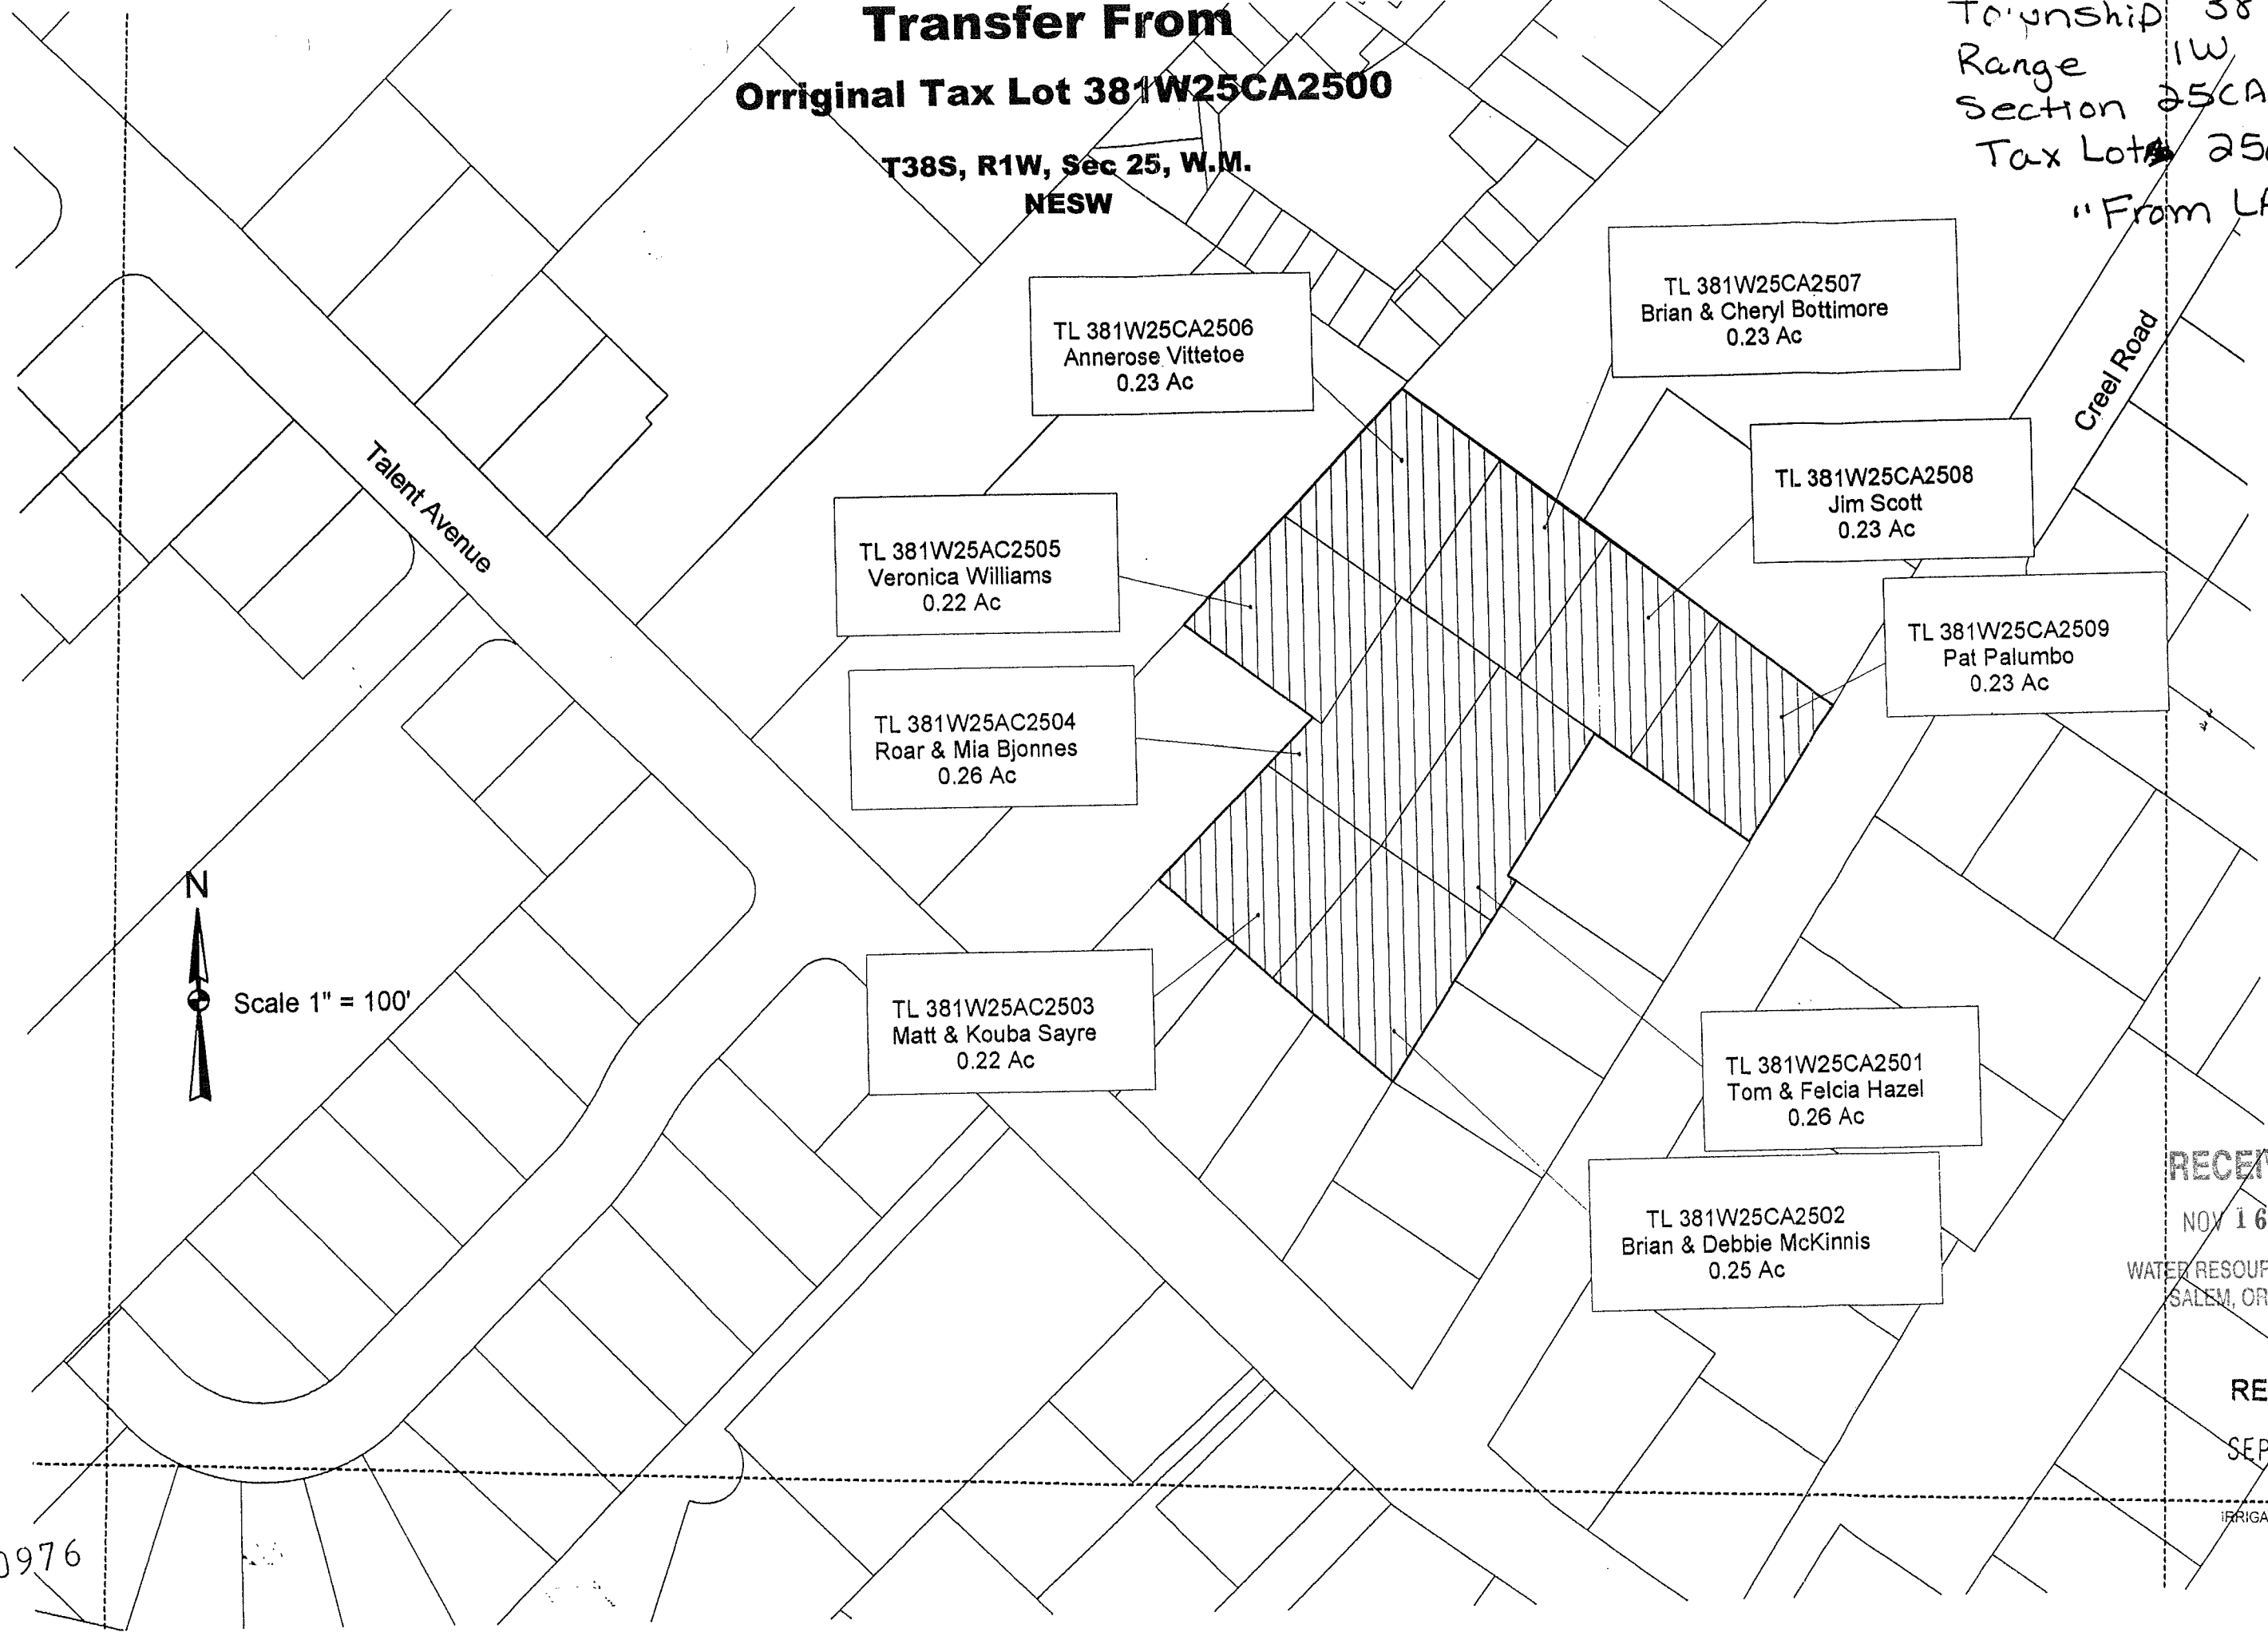 Transfer From
Orriginal Tax Lot 381W25CA2500
T38S, R1W, Sec 25, W.M.
NESW
Township 38
Range 1W
Section 25CA
Tax Lot
"From
TL 381W25CA2506
Annerose Vittetoe
0.23 Ac
TL 381W25CA2507
Brian & Cheryl Bottimore
0.23 Ac
Creel Road
TL 381W25CA2508
Jim Scott
0.23 Ac
Talent Avenue
TL 381W25AC2505
Veronica Williams
0.22 Ac
TL 381W25CA2509
Pat Palumbo
0.23 Ac
TL 381W25AC2504
Roar & Mia Bjonnes
0.26 Ac
N
Scale 1" = 100'
TL 381W25AC2503
Matt & Kouba Sayre
0.22 Ac
TL 381W25CA2501
Tom & Felcia Hazel
0.26 Ac
TL 381W25CA2502
Brian & Debbie McKinnis
0.25 Ac
NOV 16
WATER
SALEM, OR
SEP
0976